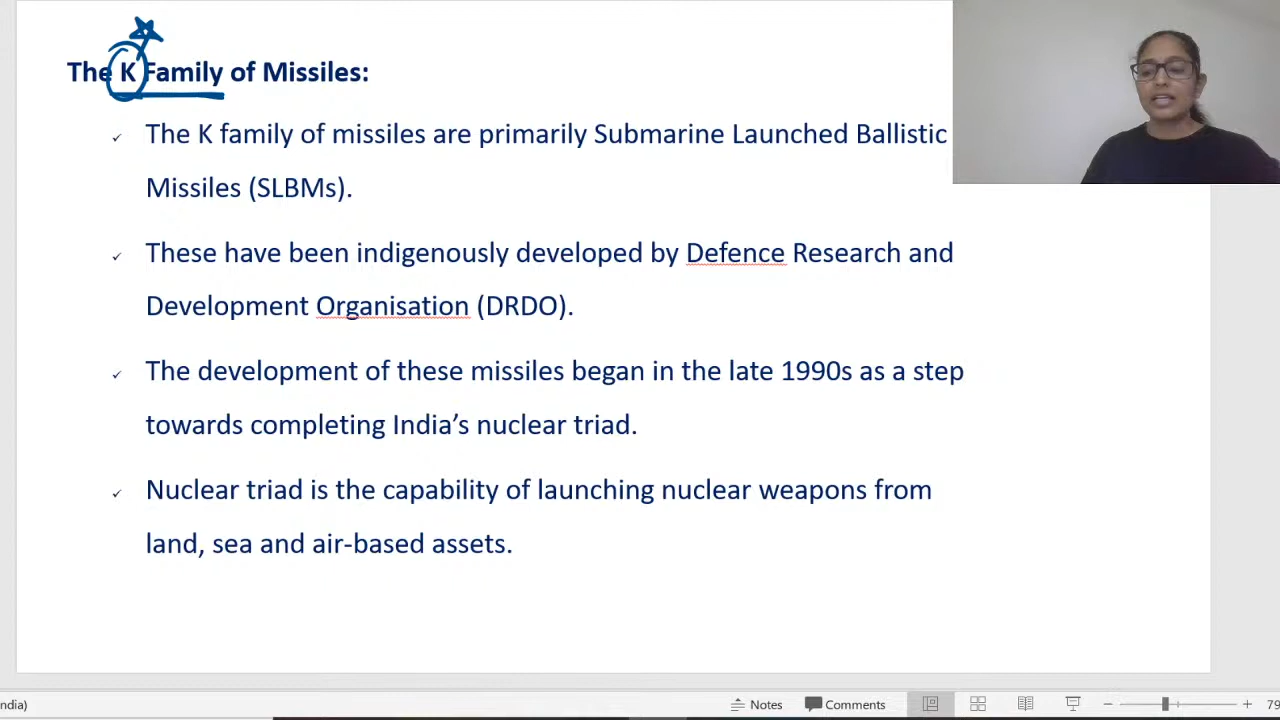 The K Family of Missiles:
The K family of missiles are primarily Submarine Launched Ballistic
Missiles (SLBMs).
These have been indigenously developed by Defence Research and
Development Organisation (DRDO).
The development of these missiles began in the late 1990s as a step
towards completing India’s nuclear triad.
Nuclear triad is the capability of launching nuclear weapons from
land, sea and air-based assets.
ndia)
Notes
Comments
79